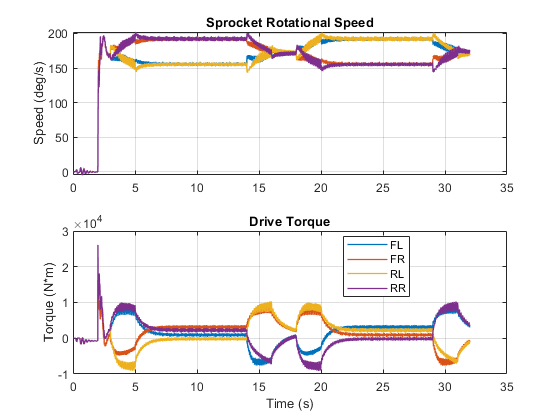 Sprocket Rotational Speed
200
150
100
50
0
Speed (deg/s)
0 5 10 15 20 25 30 35
Drive Torque
×10^4
3
2
1
0
-1
Torque (N*m)
FL
FR
RL
RR
0 5 10 15 20 25 30 35
Time (s)